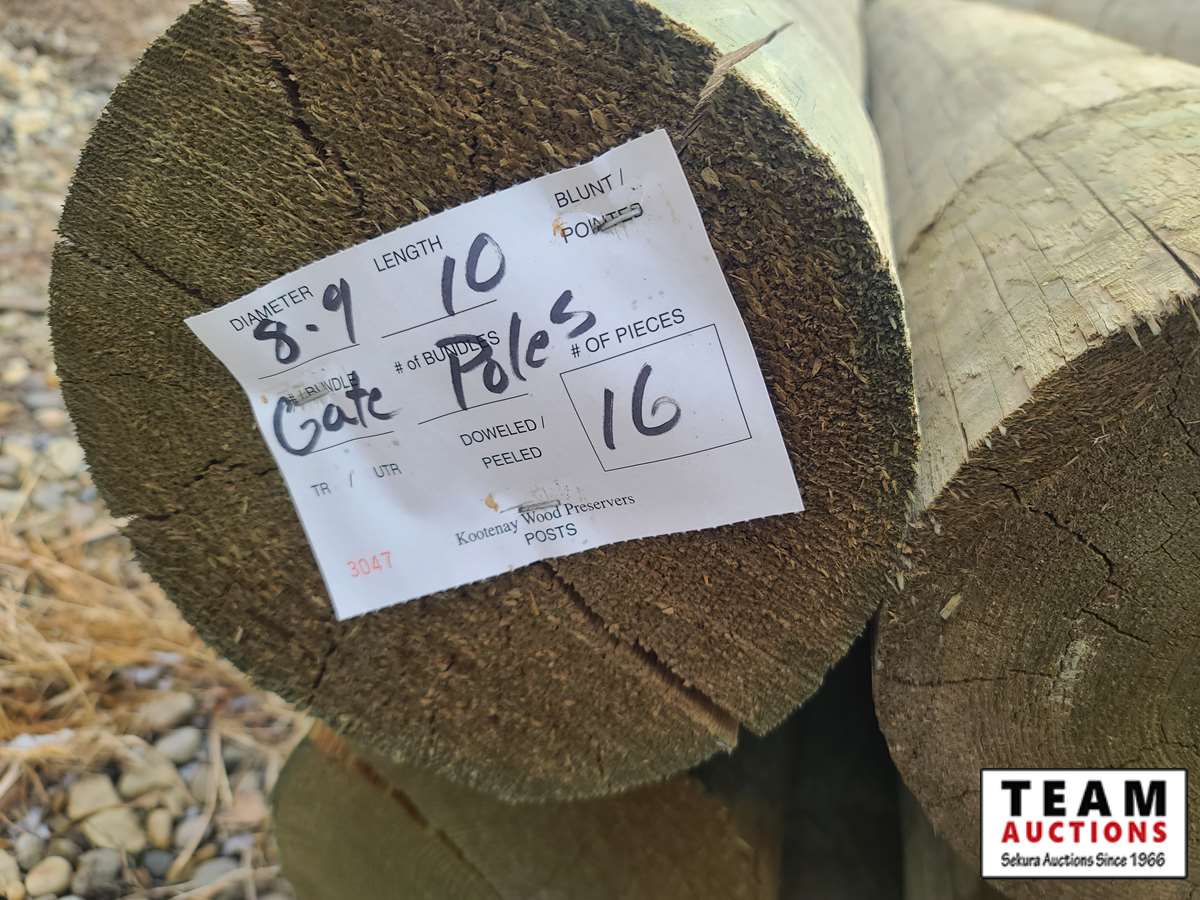 DIAMETER LENGTH BLUNT /
8.9 10 POINTED
#/BUNDLE # of BUNDLES # OF PIECES
Gate Poles 16
TR / UTR DOWELED /
PEELED
Kootenay Wood Preservers
POSTS
3047
TEAM
AUCTIONS
Sekura Auctions Since 1966